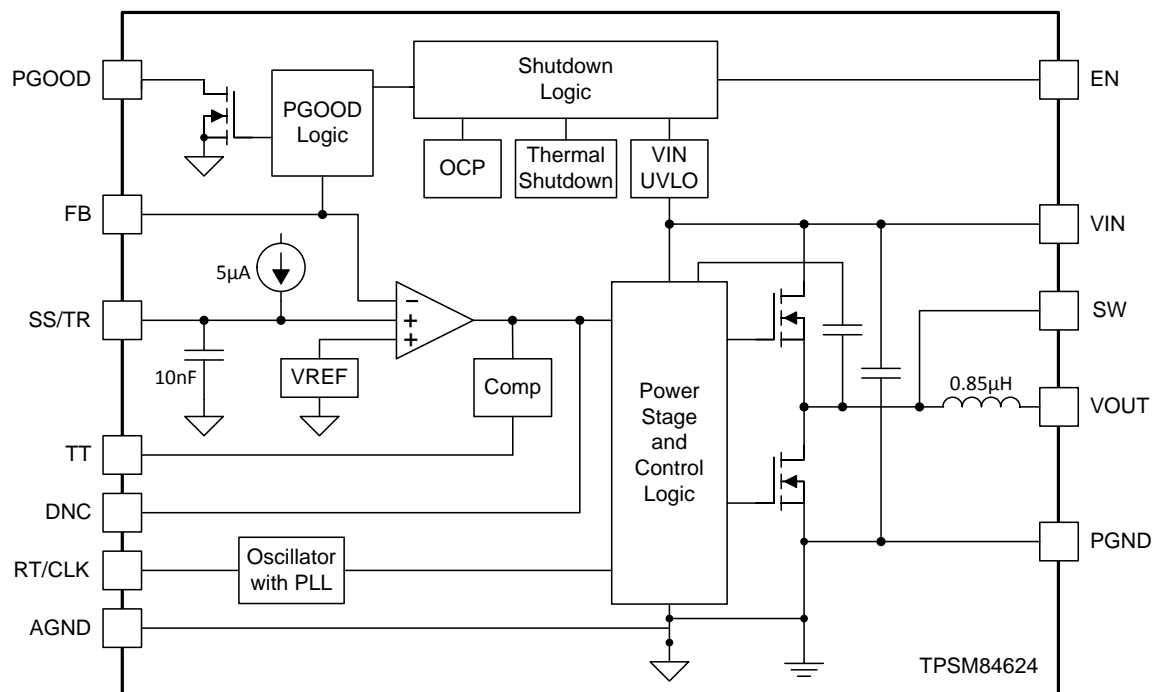 PGOOD
Shutdown
Logic
EN
PGOOD
Logic
OCP
Thermal
Shutdown
VIN
UVLO
FB
VIN
5µA
SS/TR
SW
10nF
VREF
Comp
Power
Stage
and
Control
Logic
0.85µH
VOUT
TT
DNC
RT/CLK
Oscillator
with PLL
PGND
AGND
TPSM84624